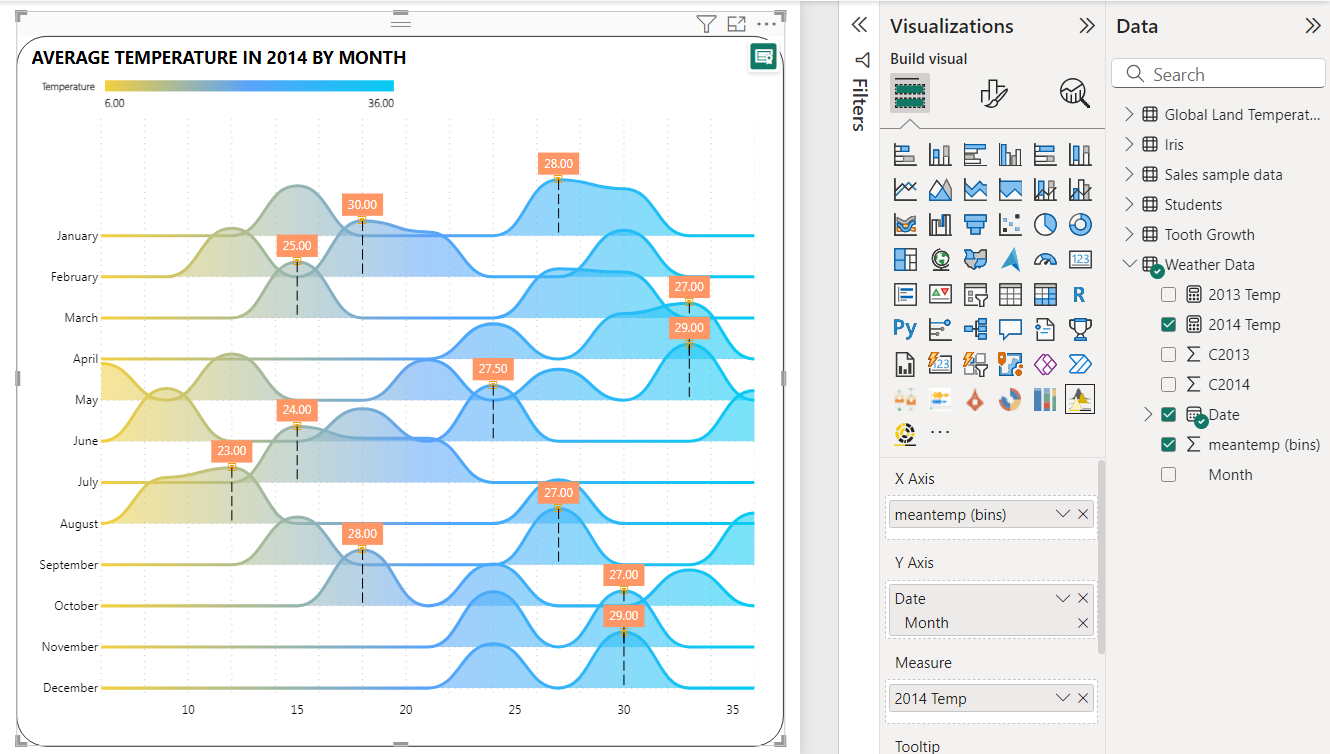 AVERAGE TEMPERATURE IN 2014 BY MONTH
Temperature
6.00 36.00
28.00
30.00
January
25.00
February
27.00
March
29.00
April
27.50
May
24.00
June
23.00
July
27.00
August
28.00
September
27.00
October
29.00
November
December
10 15 20 25 30 35
Filters
Visualizations
Build visual
123
R
Py
123
X Axis
meantemp (bins)
Y Axis
Date
Month
Measure
2014 Temp
Tooltip
Data
Search
Global Land Temperat...
Iris
Sales sample data
Students
Tooth Growth
Weather Data
2013 Temp
2014 Temp
C2013
C2014
Date
meantemp (bins)
Month